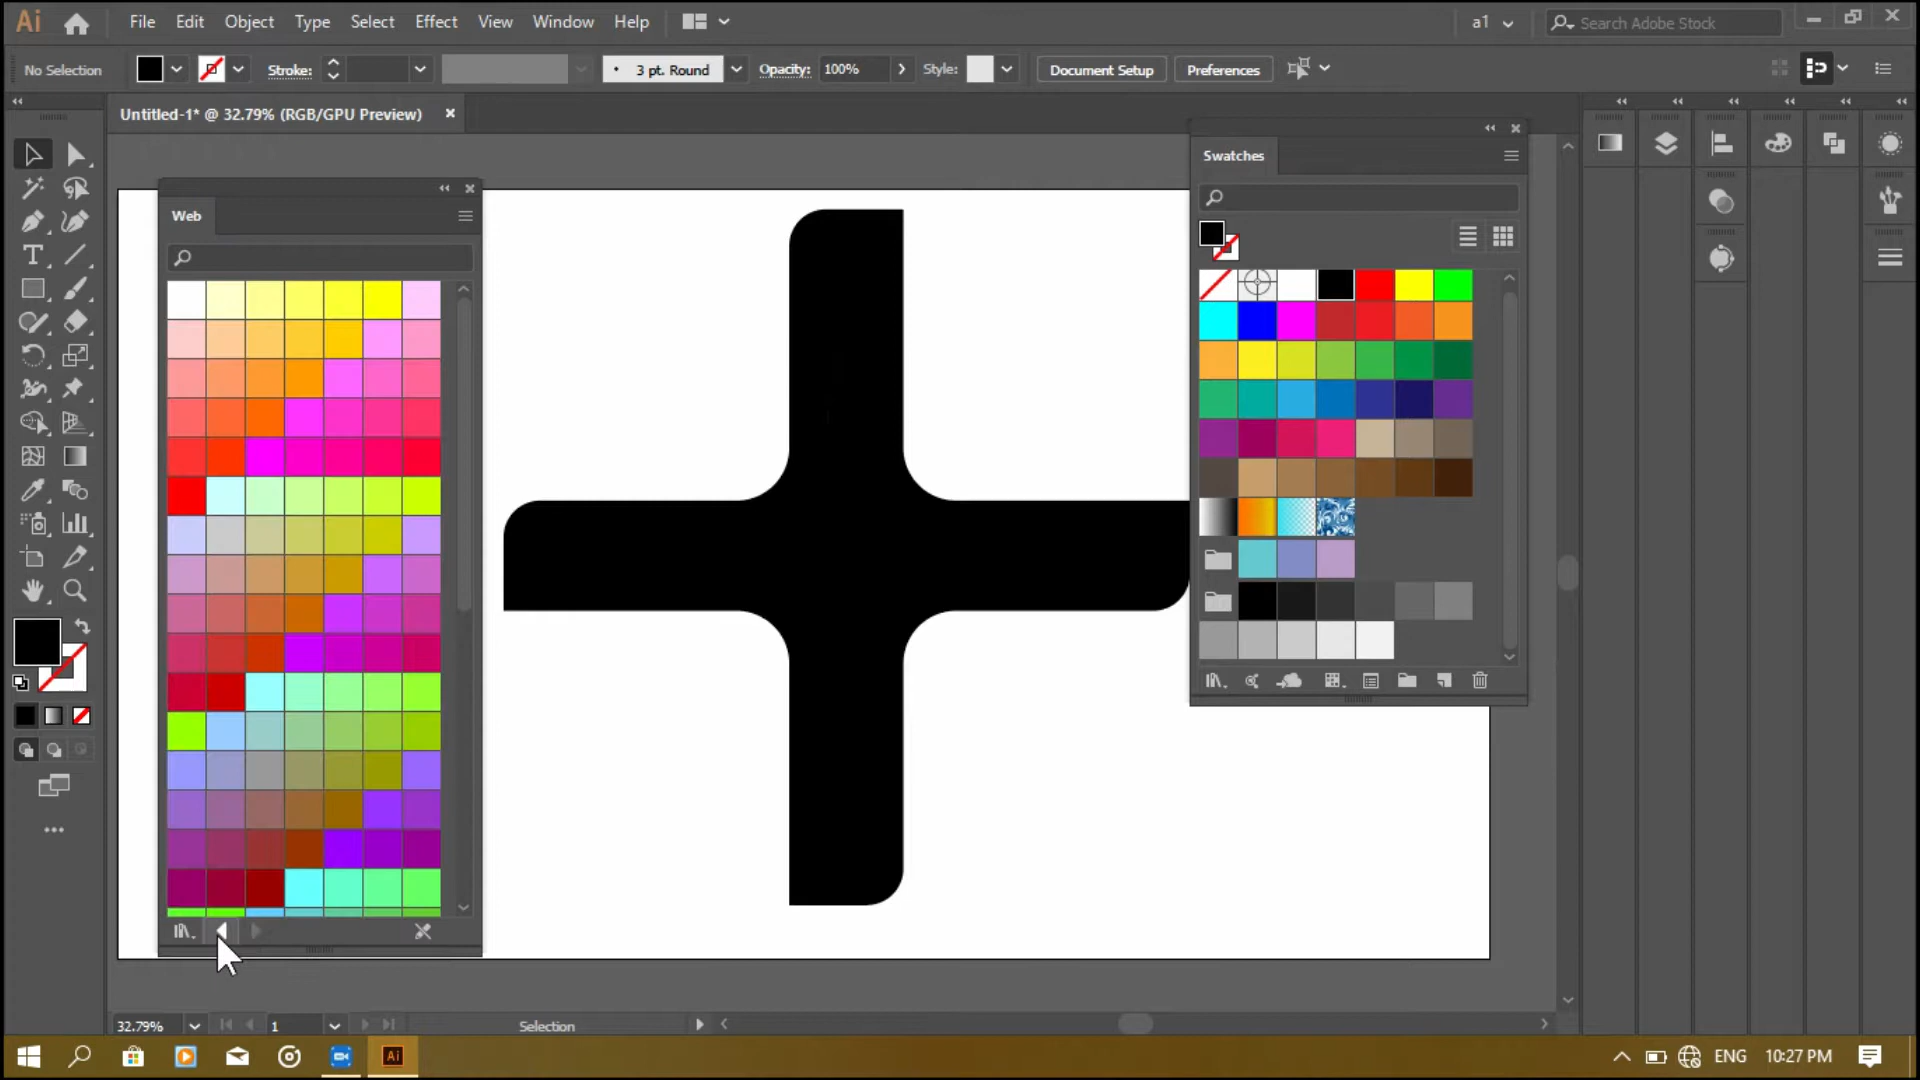 Ai File Edit Object Type Select Effect View Window Help a1 Search Adobe Stock
No Selection Stroke: 3 pt. Round Opacity: 100% Style: Document Setup Preferences
Untitled-1* @ 32.79% (RGB/GPU Preview)
Swatches
Web
32.79% 1 Selection
Ai ENG 10:27 PM